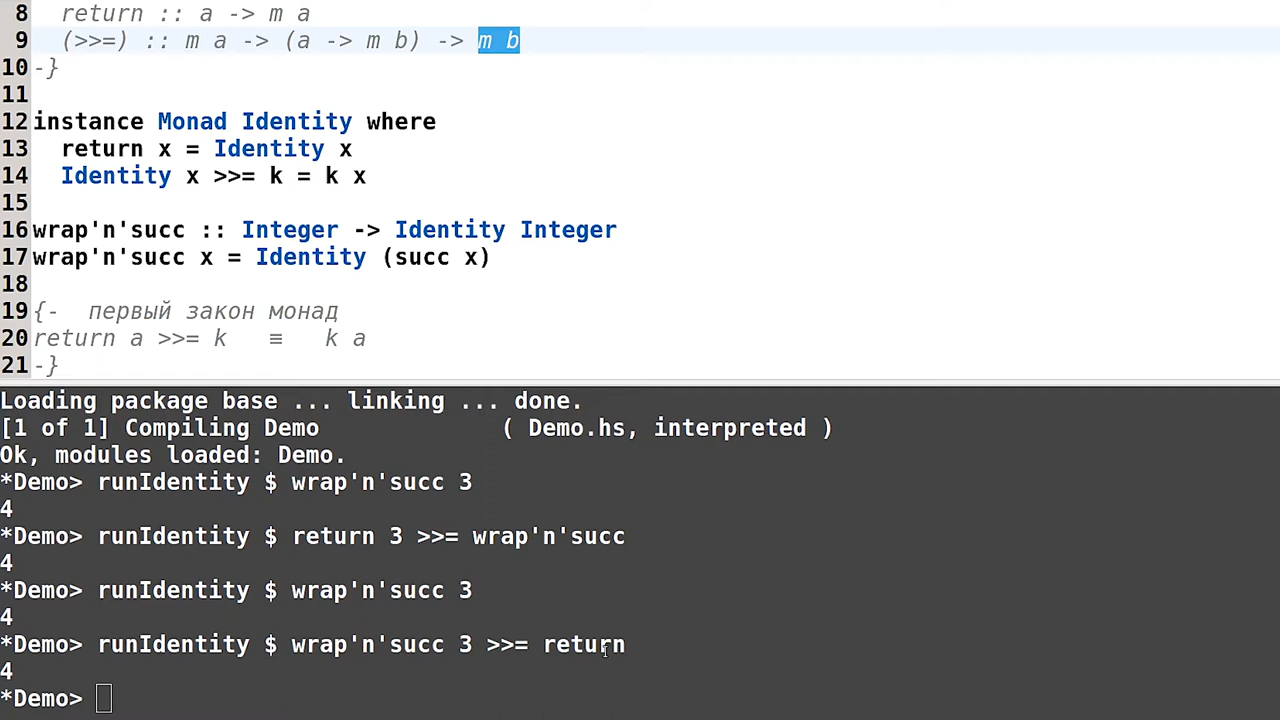 8 return :: a -> m a
9 (>>=) :: m a -> (a -> m b) -> m b
10 -}
11
12 instance Monad Identity where
13 return x = Identity x
14 Identity x >>= k = k x
15
16 wrap'n'succ :: Integer -> Identity Integer
17 wrap'n'succ x = Identity (succ x)
18
19 {- первый закон монад
20 return a >>= k ≡ k a
21 -}
Loading package base ... linking ... done.
[1 of 1] Compiling Demo ( Demo.hs, interpreted )
Ok, modules loaded: Demo.
*Demo> runIdentity $ wrap'n'succ 3
4
*Demo> runIdentity $ return 3 >>= wrap'n'succ
4
*Demo> runIdentity $ wrap'n'succ 3
4
*Demo> runIdentity $ wrap'n'succ 3 >>= return
4
*Demo>